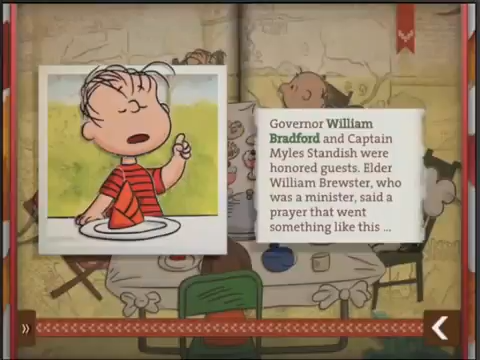 Governor William
Bradford and Captain
Myles Standish were
honored guests. Elder
William Brewster, who
was a minister, said a
prayer that went
something like this ...